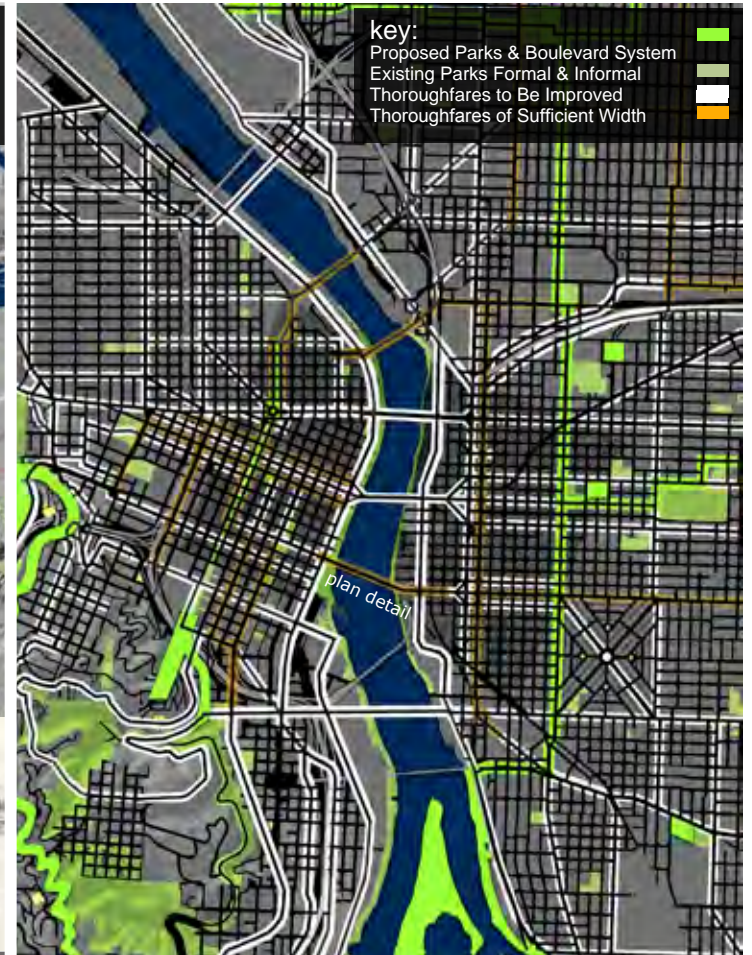 key:
Proposed Parks & Boulevard System
Existing Parks Formal & Informal
Thoroughfares to Be Improved
Thoroughfares of Sufficient Width
plan detail